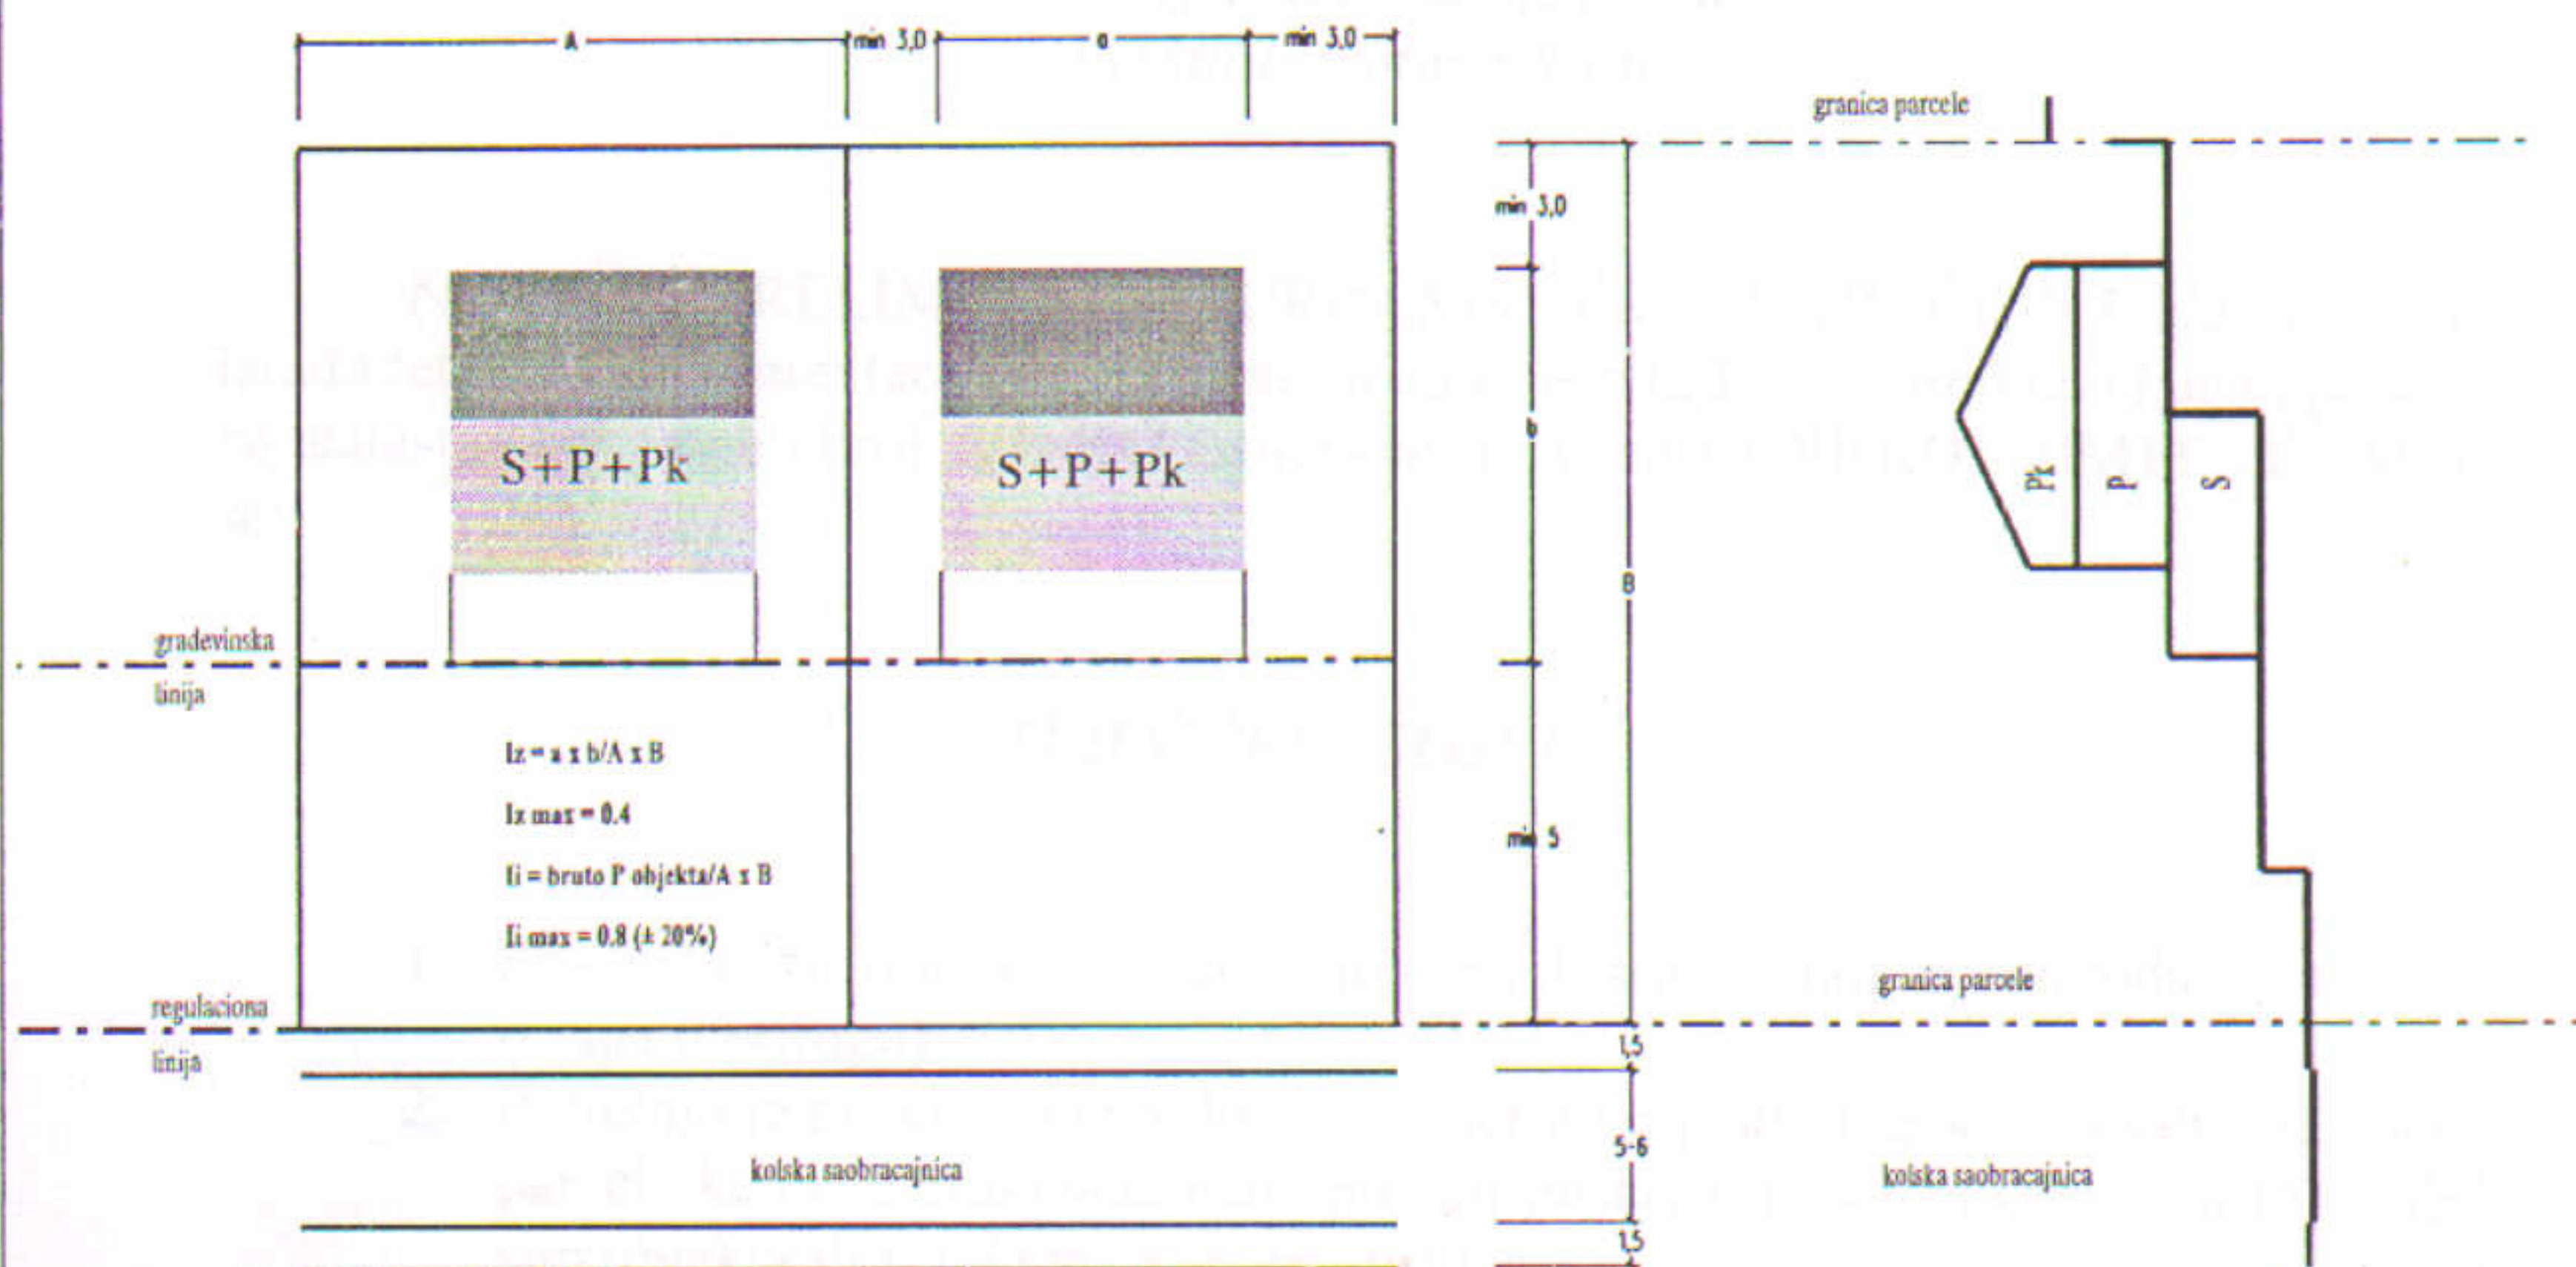 A
min 3,0
a
min 3,0
granica parcele
min 3,0
S+P+Pk
S+P+Pk
b
Pk
P
S
B
gradevinska
linija
Iz = a x b/A x B
Iz max = 0.4
Ii = bruto P objekta/A x B
Ii max = 0.8 (± 20%)
min 5
granica parcele
regulaciona
linija
1,5
kolska saobracajnica
5-6
kolska saobracajnica
1,5